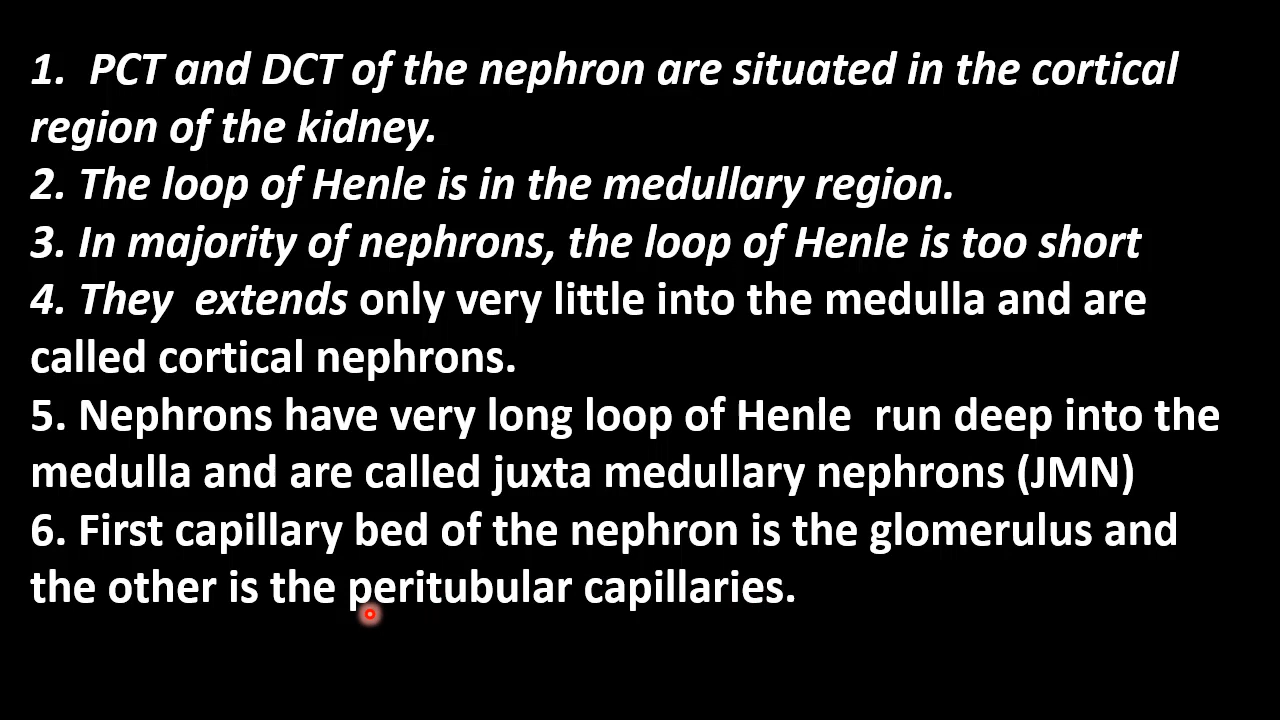 1.  PCT and DCT of the nephron are situated in the cortical
region of the kidney.
2. The loop of Henle is in the medullary region.
3. In majority of nephrons, the loop of Henle is too short
4. They  extends only very little into the medulla and are
called cortical nephrons.
5. Nephrons have very long loop of Henle  run deep into the
medulla and are called juxta medullary nephrons (JMN)
6. First capillary bed of the nephron is the glomerulus and
the other is the peritubular capillaries.